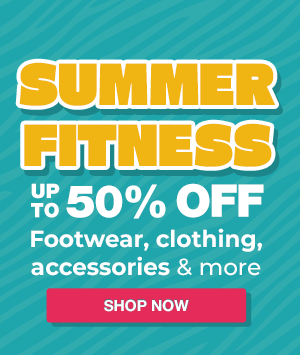 SUMMER
FITNESS
UP TO 50% OFF
Footwear, clothing,
accessories & more
SHOP NOW